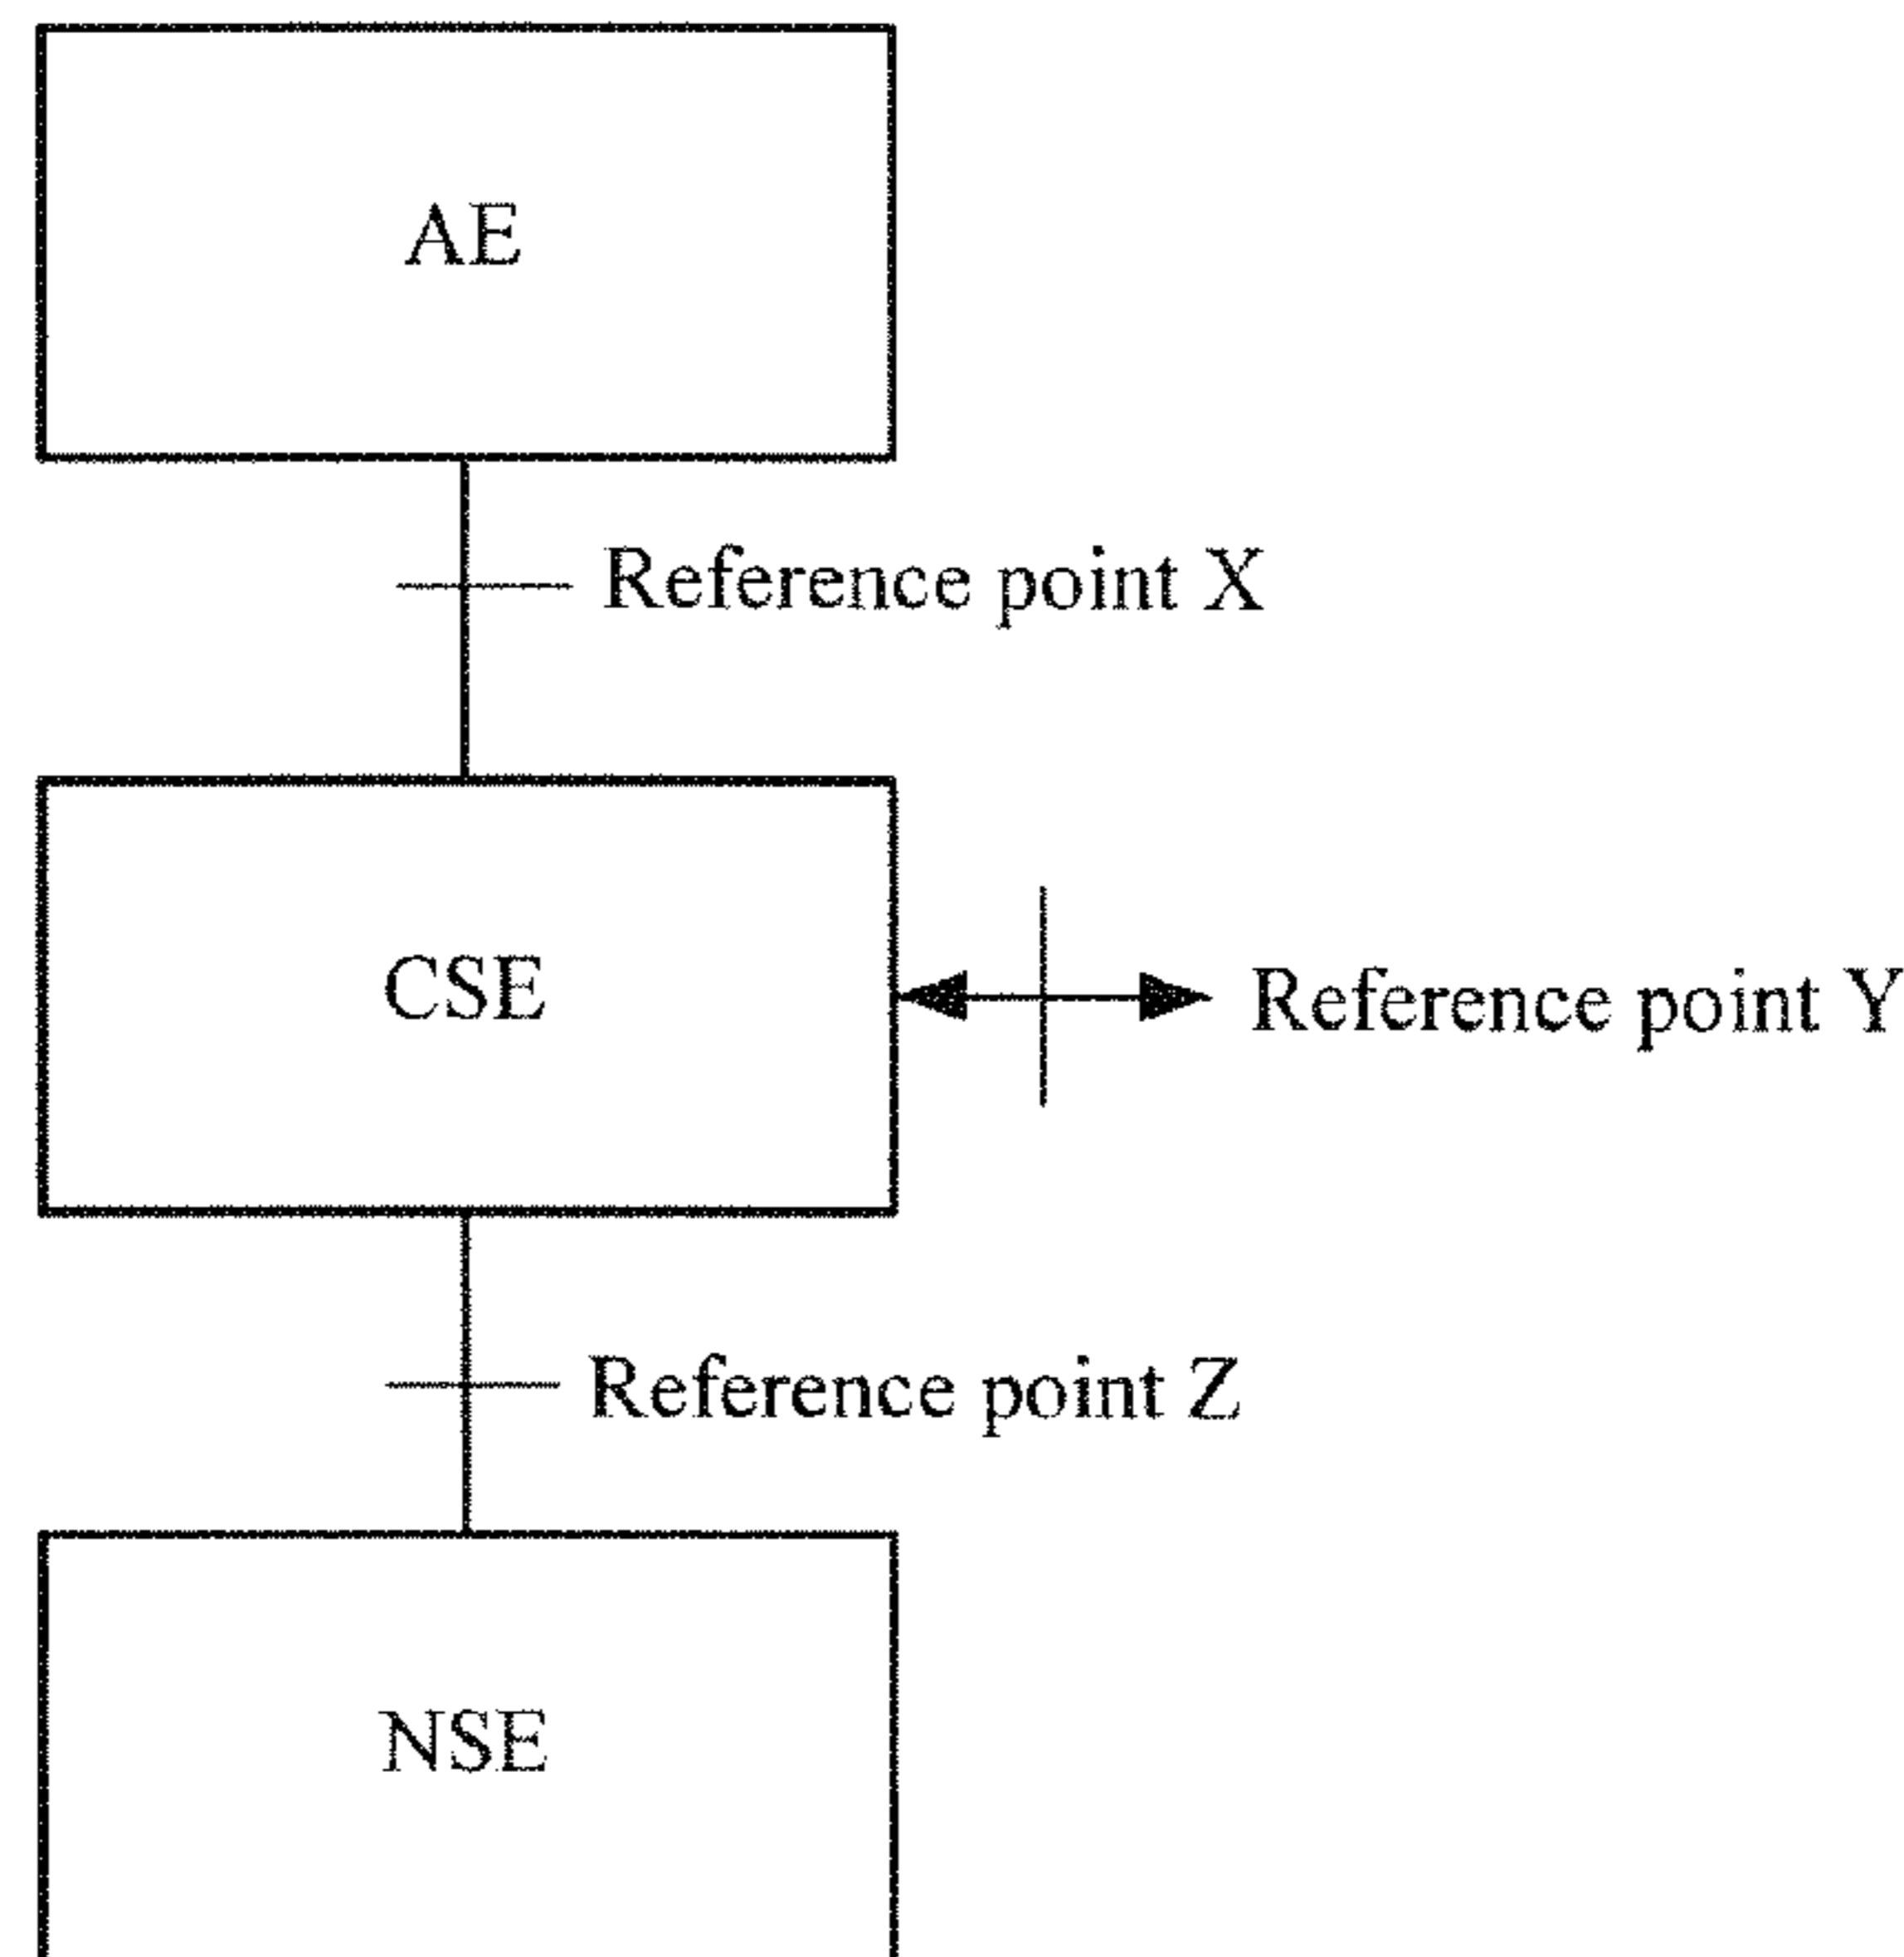 AE
Reference point X
CSE
Reference point Y
Reference point Z
NSE